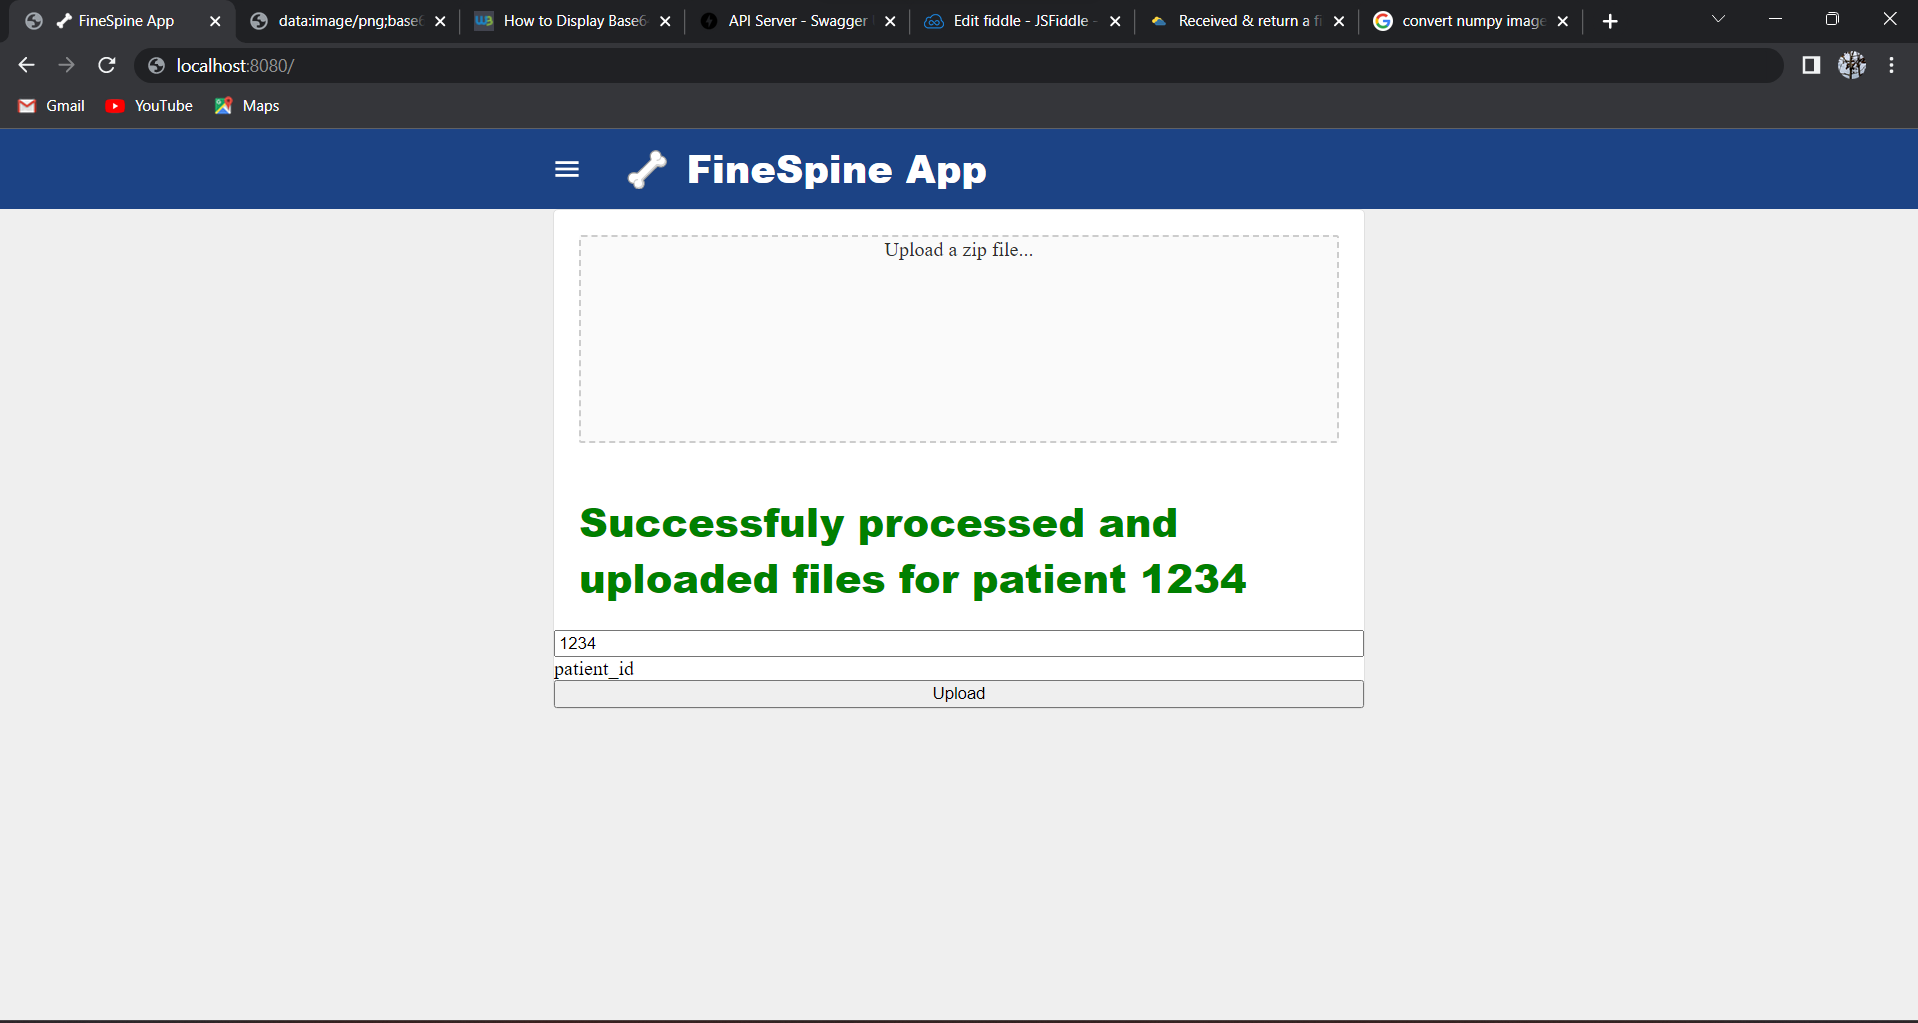 FineSpine App
data:image/png;base6
How to Display Base6
API Server - Swagger
Edit fiddle - JSFiddle -
Received & return a fi
convert numpy image
localhost:8080/
Gmail
YouTube
Maps
FineSpine App
Upload a zip file...
Successfuly processed and
uploaded files for patient 1234
1234
patient_id
Upload